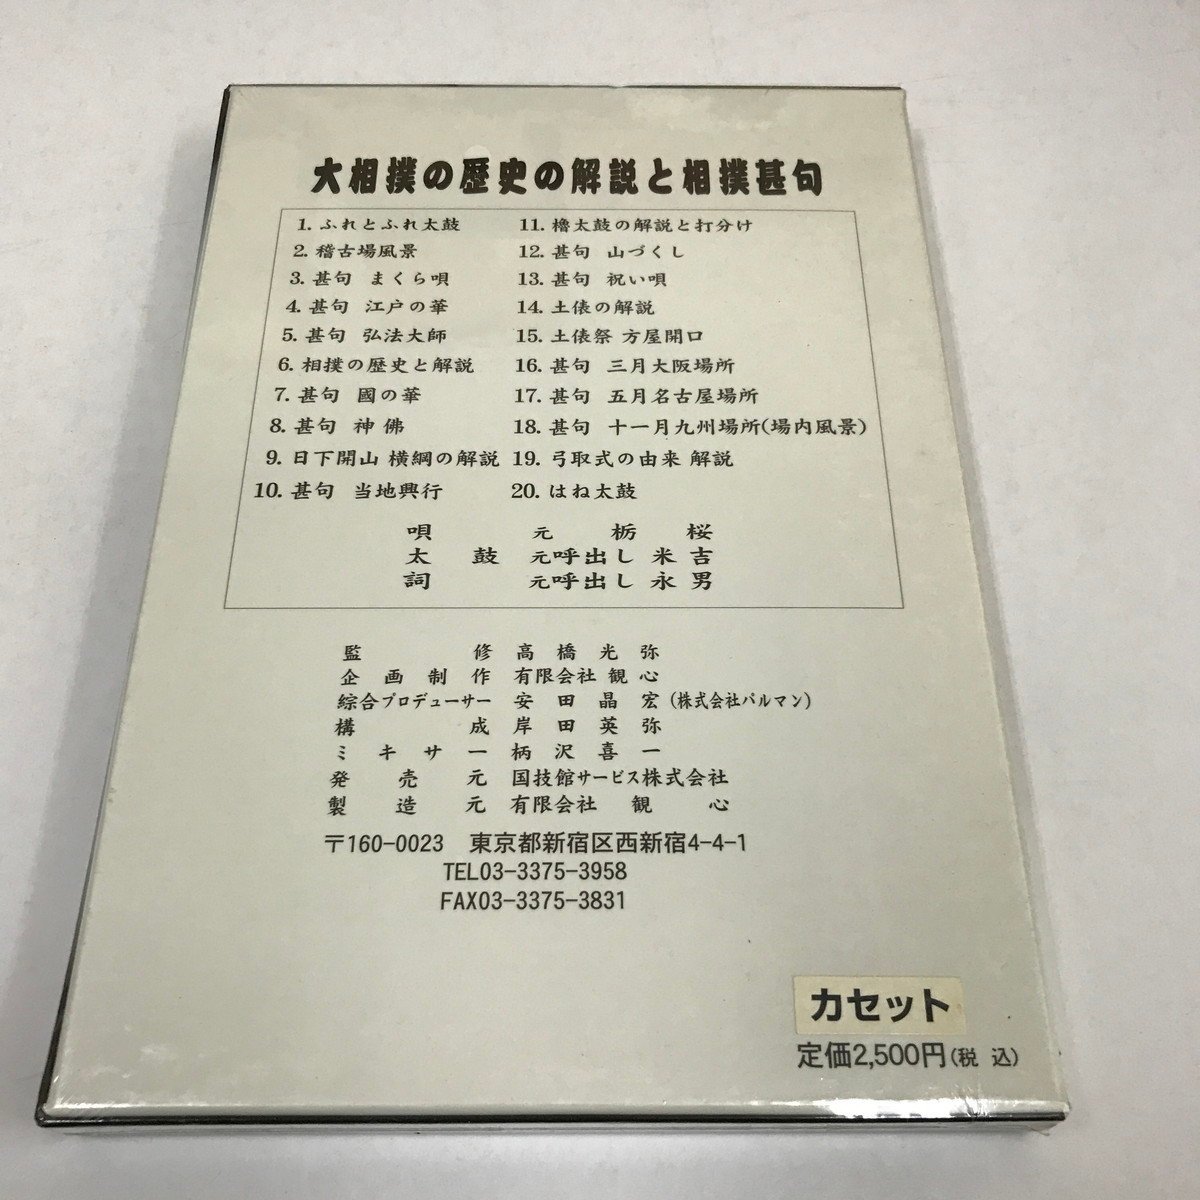 大相撲の歴史の解説と相撲甚句
1. ふれとふれ太鼓
2. 稽古場風景
3. 甚句 まくら唄
4. 甚句 江戸の華
5. 甚句 弘法大師
6. 相撲の歴史と解説
7. 甚句 國の華
8. 甚句 神佛
9. 日下開山 横綱の解説
10. 甚句 当地興行
11. 櫓太鼓の解説と打分け
12. 甚句 山づくし
13. 甚句 祝い唄
14. 土俵の解説
15. 土俵祭 方屋開口
16. 甚句 三月大阪場所
17. 甚句 五月名古屋場所
18. 甚句 十一月九州場所(場内風景)
19. 弓取式の由来 解説
20. はね太鼓
唄 元 栃桜
太鼓 元呼出し 米吉
詞 元呼出し 永男
監修 高橋光弥
企画制作 有限会社 観心
綜合プロデューサー 安田晶宏(株式会社パルマン)
構成 岸田英弥
ミキサー 柄沢喜一
発売元 国技館サービス株式会社
製造元 有限会社 観心
〒160-0023 東京都新宿区西新宿4-4-1
TEL03-3375-3958
FAX03-3375-3831
カセット
定価2,500円(税込)